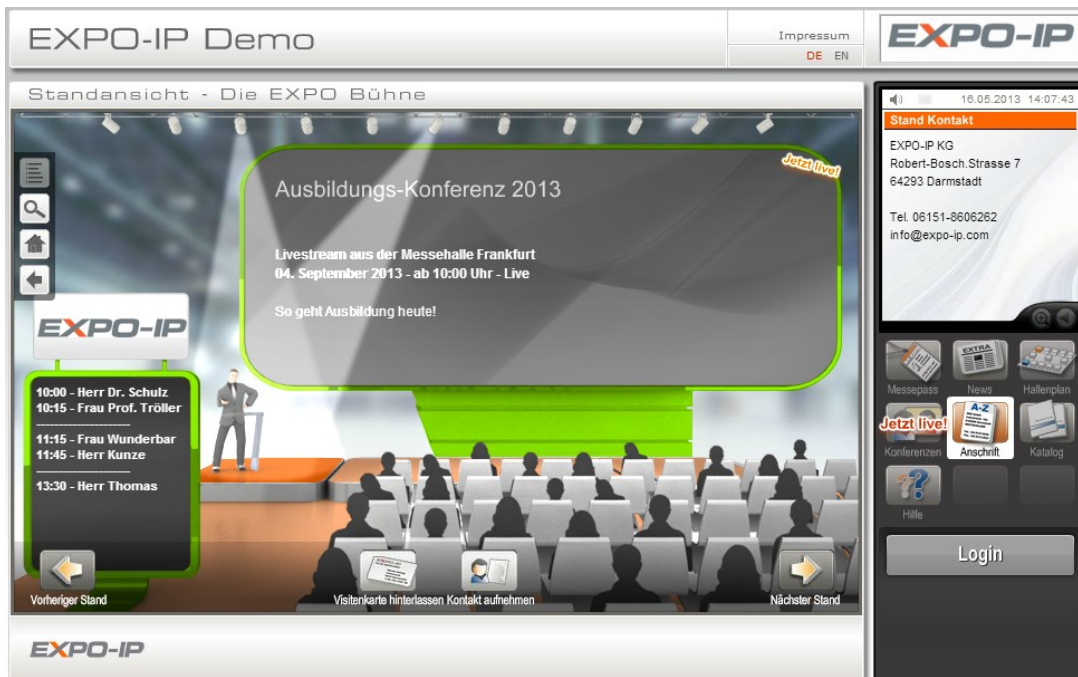 EXPO-IP Demo
Impressum
DE EN
EXPO-IP
Standansicht - Die EXPO Bühne
Jetzt live!
Ausbildungs-Konferenz 2013
Livestream aus der Messehalle Frankfurt
04. September 2013 - ab 10:00 Uhr - Live
So geht Ausbildung heute!
EXPO-IP
10:00 - Herr Dr. Schulz
10:15 - Frau Prof. Tröller
--------------------
11:15 - Frau Wunderbar
11:45 - Herr Kunze
--------------------
13:30 - Herr Thomas
Vorheriger Stand
Visitenkarte hinterlassen
Kontakt aufnehmen
Nächster Stand
EXPO-IP
16.05.2013 14:07:43
Stand Kontakt
EXPO-IP KG
Robert-Bosch.Strasse 7
64293 Darmstadt
Tel. 06151-8606262
info@expo-ip.com
EXTRA
Messepass
News
Hallenplan
Jetzt live!
A-Z
Konferenzen
Anschrift
Katalog
Hilfe
Login